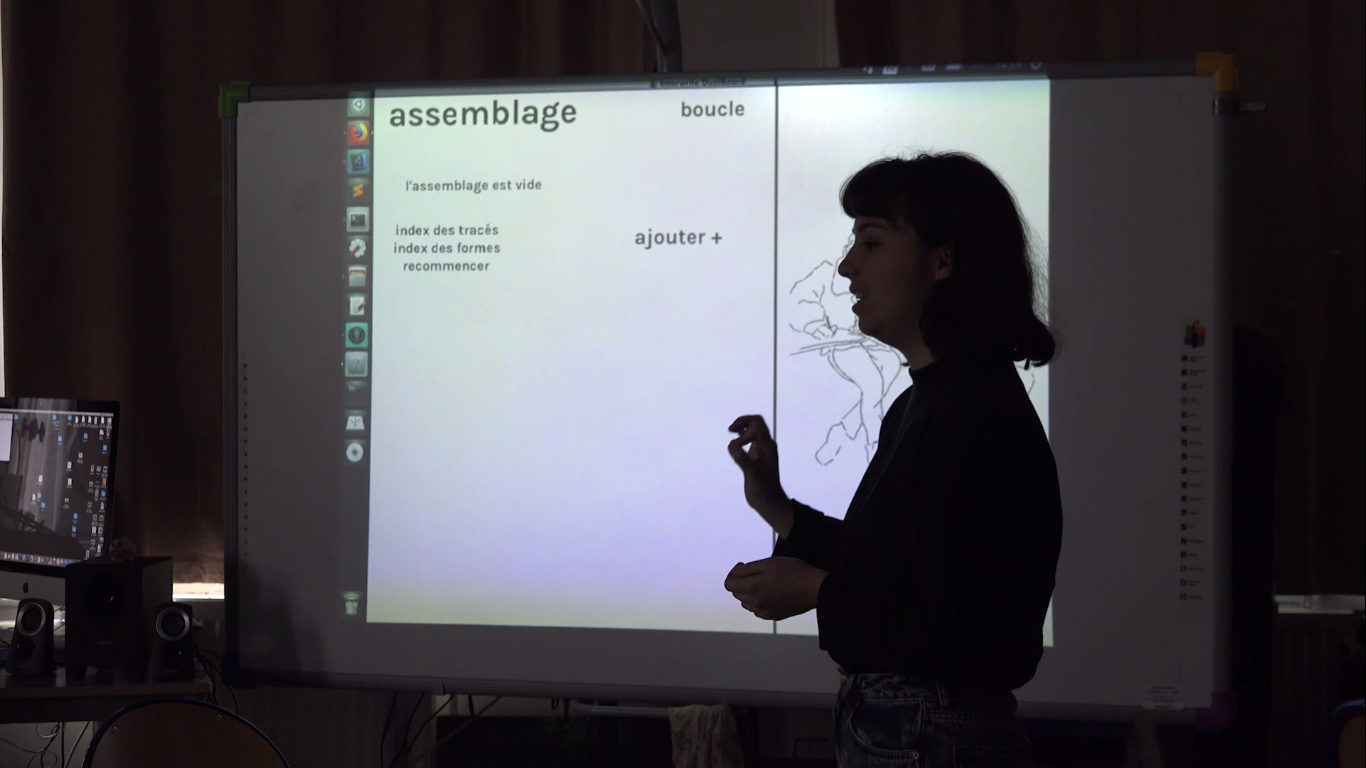 assemblage
boucle
l'assemblage est vide
index des tracés
index des formes
recommencer
ajouter +